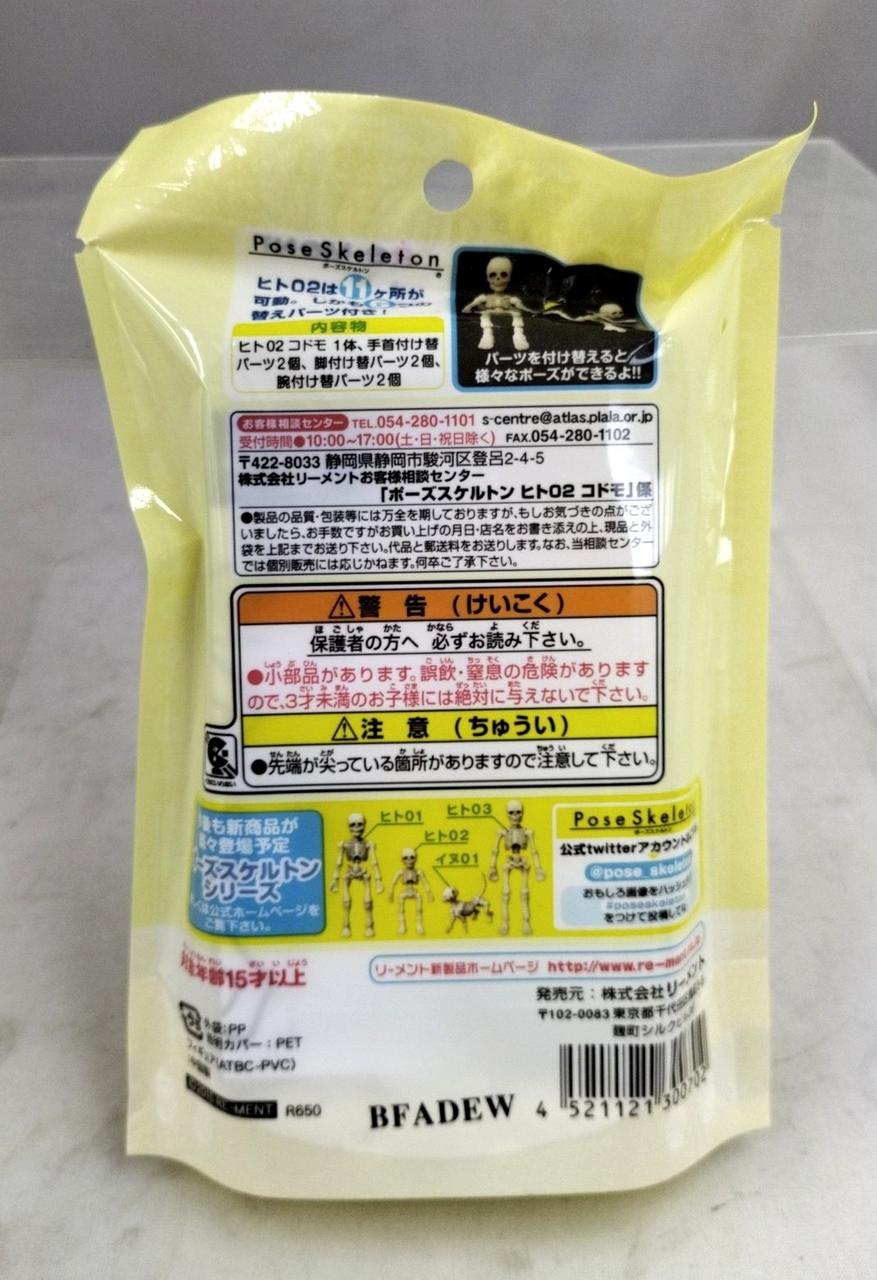 Pose Skeleton
ポーズスケルトン
ヒト02は11ヶ所が
可動。しかも
替えパーツ付き!
内容物
ヒト02 コドモ 1体、手首付け替
パーツ2個、脚付け替パーツ2個、
腕付け替パーツ2個
パーツを付け替えると
様々なポーズができるよ!!
お客様相談センター TEL.054-280-1101 s-centre@atlas.plala.or.jp
受付時間●10:00~17:00(土・日・祝日除く) FAX.054-280-1102
〒422-8033 静岡県静岡市駿河区登呂2-4-5
株式会社リーメントお客様相談センター
「ポーズスケルトン ヒト02 コドモ」係
●製品の品質・包装等には万全を期しておりますが、もしお気づきの点がござ
いましたら、お手数ですがお買い上げの月日・店名をお書き添えの上、現品と外
袋を上記までお送り下さい。代品と郵送料をお送りします。なお、当相談センター
では個別販売には応じかねます。何卒ご了承下さい。
⚠警 告 (けいこく)
保護者の方へ 必ずお読み下さい。
●小部品があります。誤飲・窒息の危険があります
ので、3才未満のお子様には絶対に与えないで下さい。
⚠注 意 (ちゅうい)
●先端が尖っている箇所がありますので注意して下さい。
後も新商品が
々登場予定
ーズスケルトン
シリーズ
くは公式ホームページを
ご覧下さい。
ヒト01
ヒト02
ヒト03
イヌ01
Pose Skelet
ポーズスケルトン
公式twitterアカウント
@pose_skelet
おもしろ画像をハッシュ
#poseskeleton
をつけて投稿して
対象年齢15才以上
リーメント新製品ホームページ http://www.re-ment
発売元:株式会社リーメント
〒102-0083 東京都千代田区
麹町シルク
外袋:PP
透明カバー:PET
フィギュア(ATBC-PVC)
RE-MENT R650
BFADEW
4 521121 300702